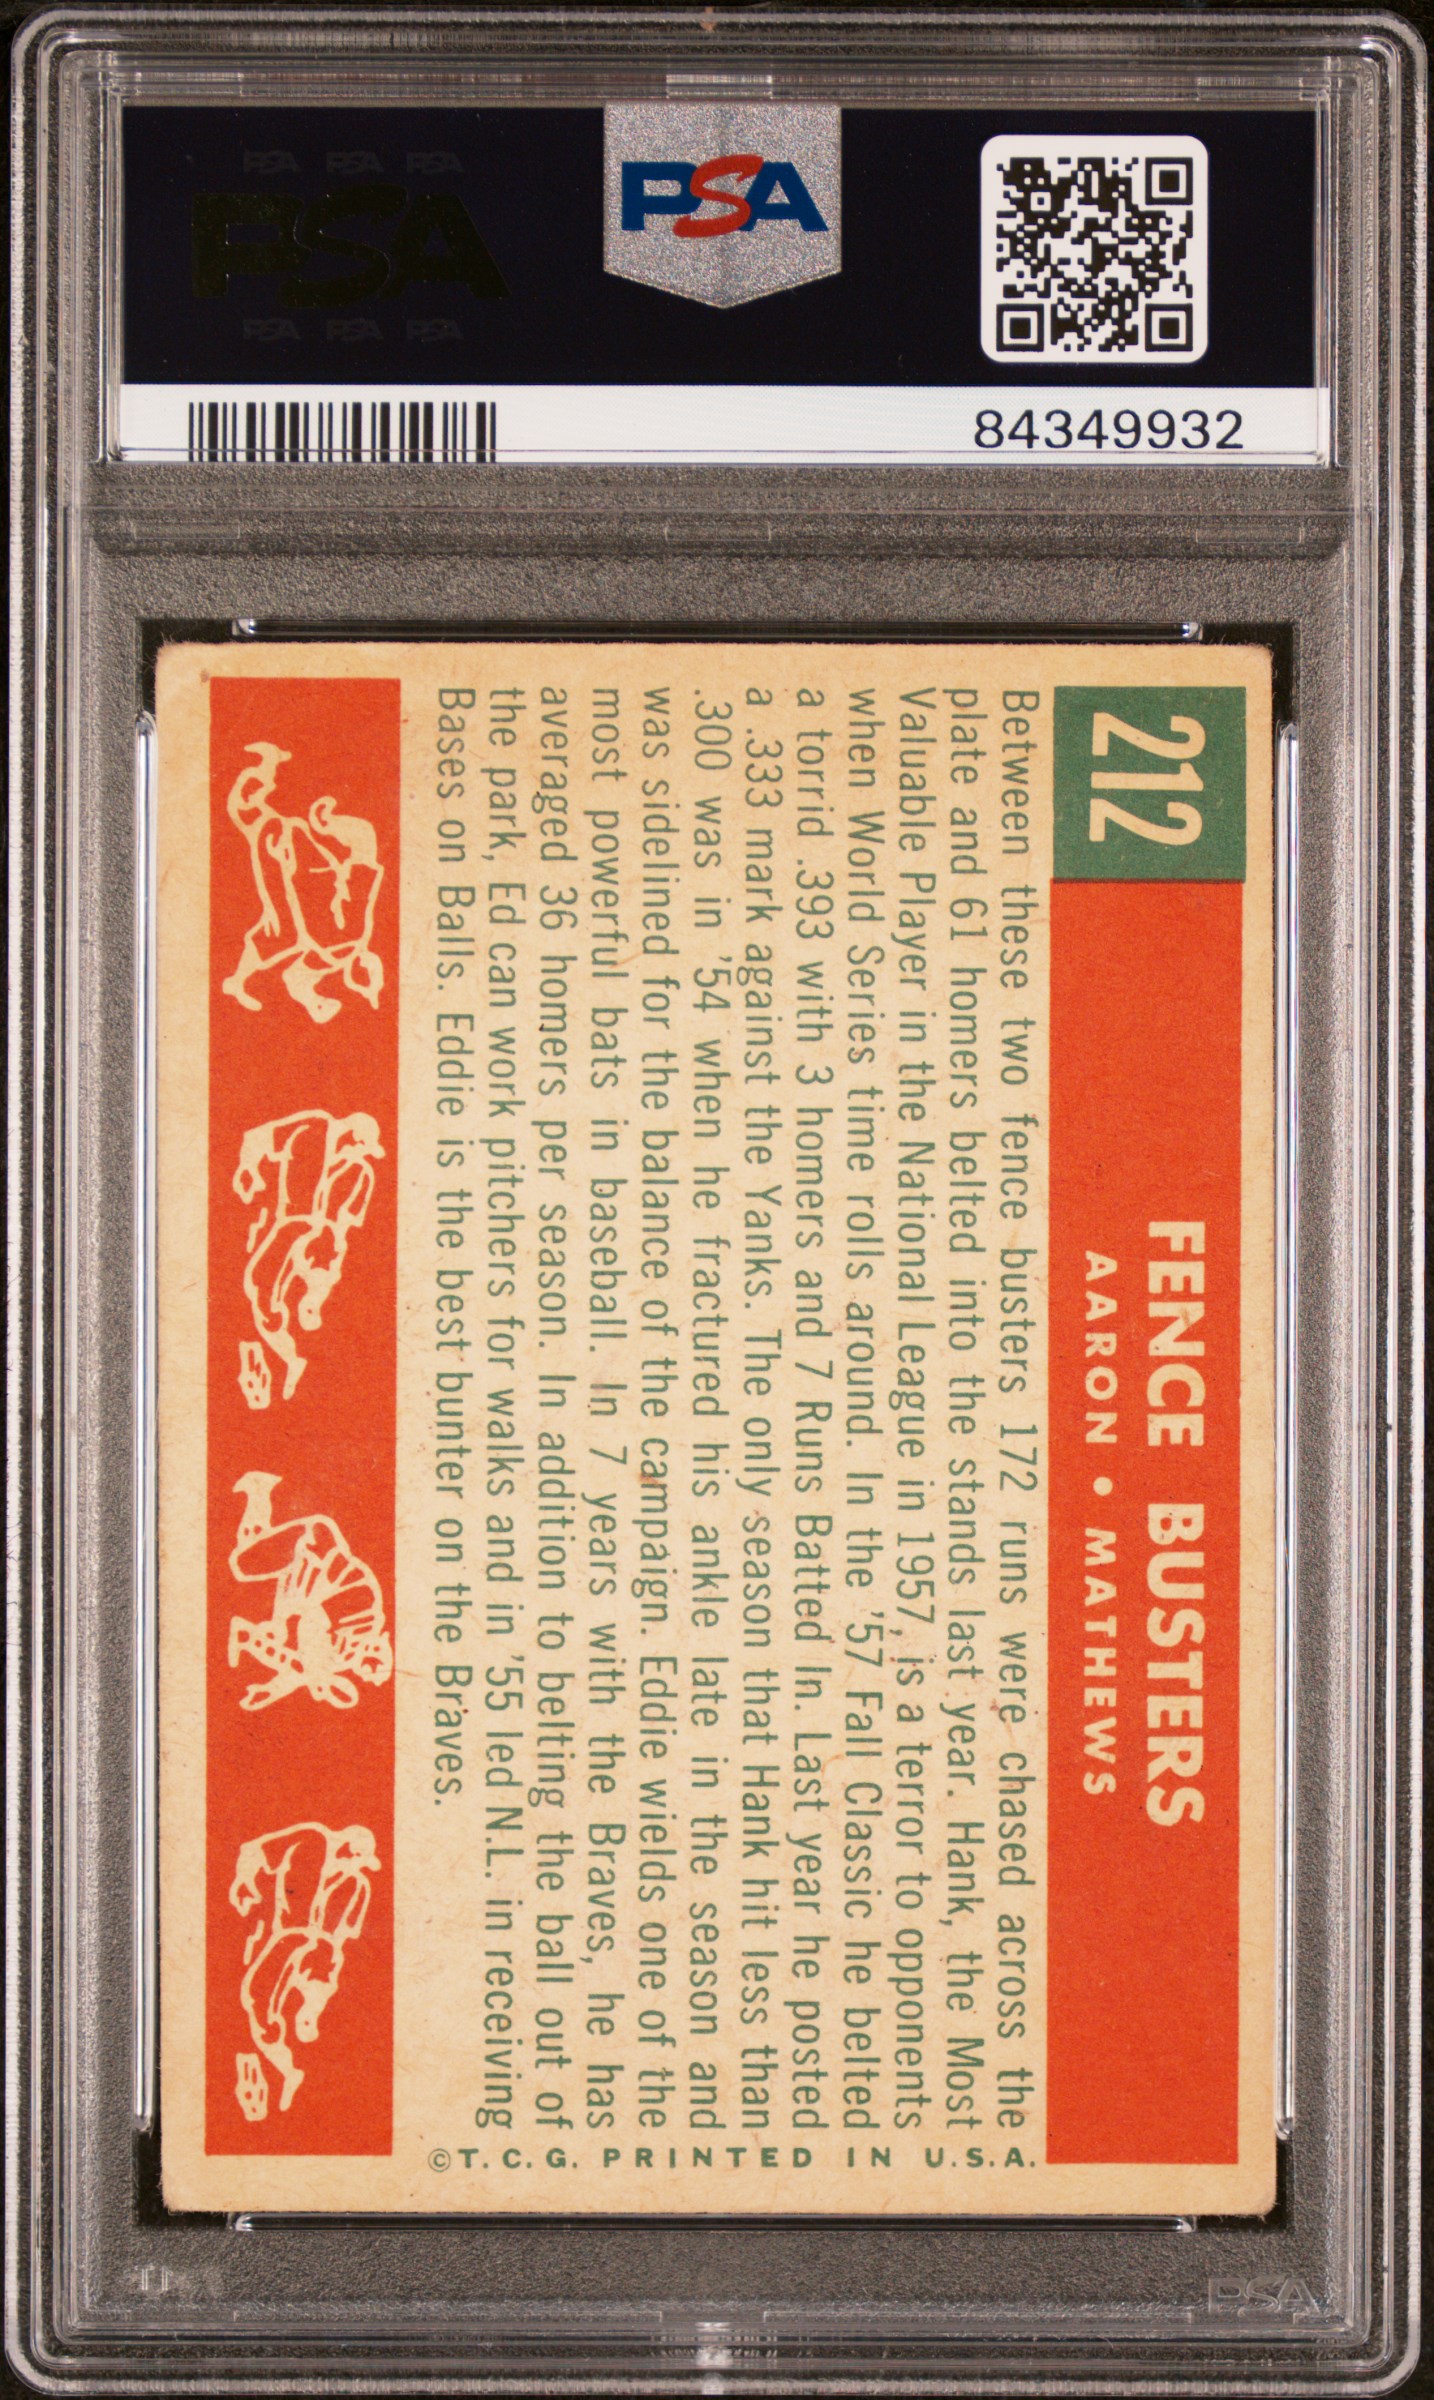 PSA PSA PSA
PSA
PSA PSA PSA
PSA
84349932
212
FENCE BUSTERS
AARON • MATHEWS
Between these two fence busters 172 runs were chased across the
plate and 61 homers belted into the stands last year. Hank, the Most
Valuable Player in the National League in 1957, is a terror to opponents
when World Series time rolls around. In the '57 Fall Classic he belted
a torrid .393 with 3 homers and 7 Runs Batted In. Last year he posted
a .333 mark against the Yanks. The only season that Hank hit less than
.300 was in '54 when he fractured his ankle late in the season and
was sidelined for the balance of the campaign. Eddie wields one of the
most powerful bats in baseball. In 7 years with the Braves, he has
averaged 36 homers per season. In addition to belting the ball out of
the park, Ed can work pitchers for walks and in '55 led N.L. in receiving
Bases on Balls. Eddie is the best bunter on the Braves.
©T.C.G. PRINTED IN U.S.A.
PSA